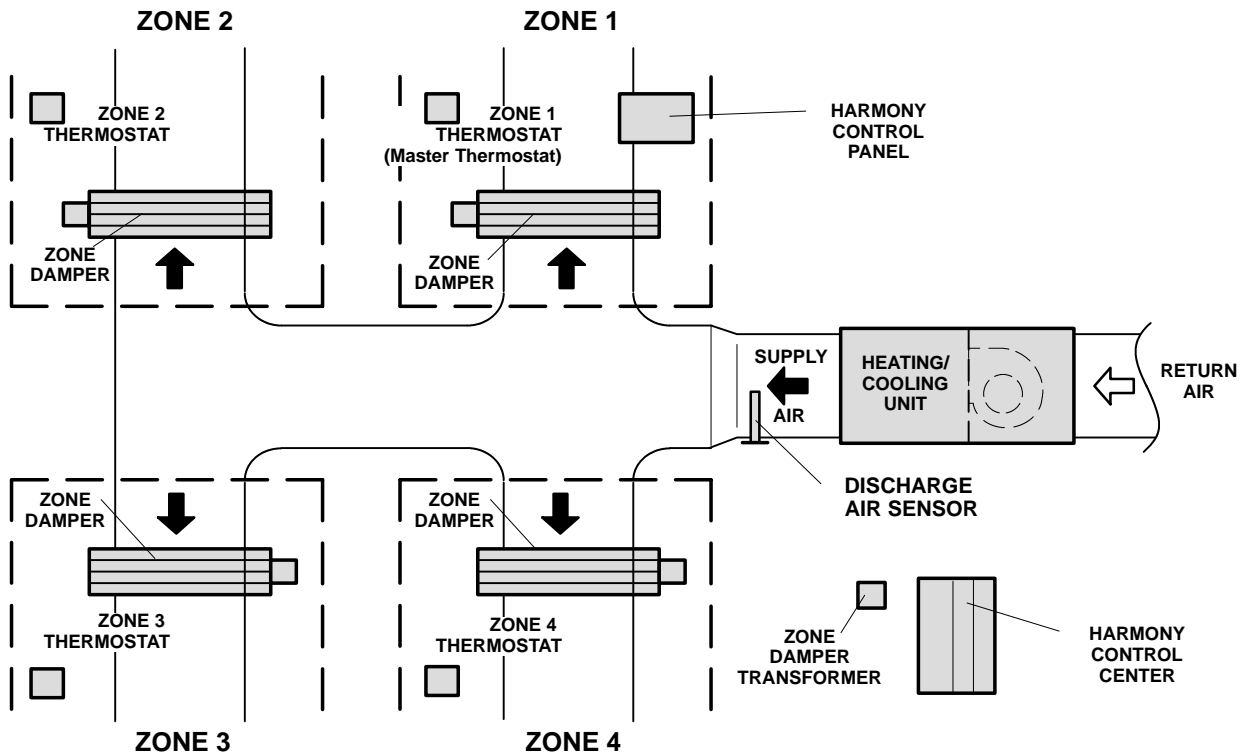 ZONE 2
ZONE 1
ZONE 2
THERMOSTAT
ZONE 1
THERMOSTAT
(Master Thermostat)
HARMONY
CONTROL
PANEL
ZONE
DAMPER
ZONE
DAMPER
SUPPLY
AIR
HEATING/
COOLING
UNIT
RETURN
AIR
DISCHARGE
AIR SENSOR
ZONE
DAMPER
ZONE
DAMPER
ZONE 3
THERMOSTAT
ZONE 4
THERMOSTAT
ZONE
DAMPER
TRANSFORMER
HARMONY
CONTROL
CENTER
ZONE 3
ZONE 4